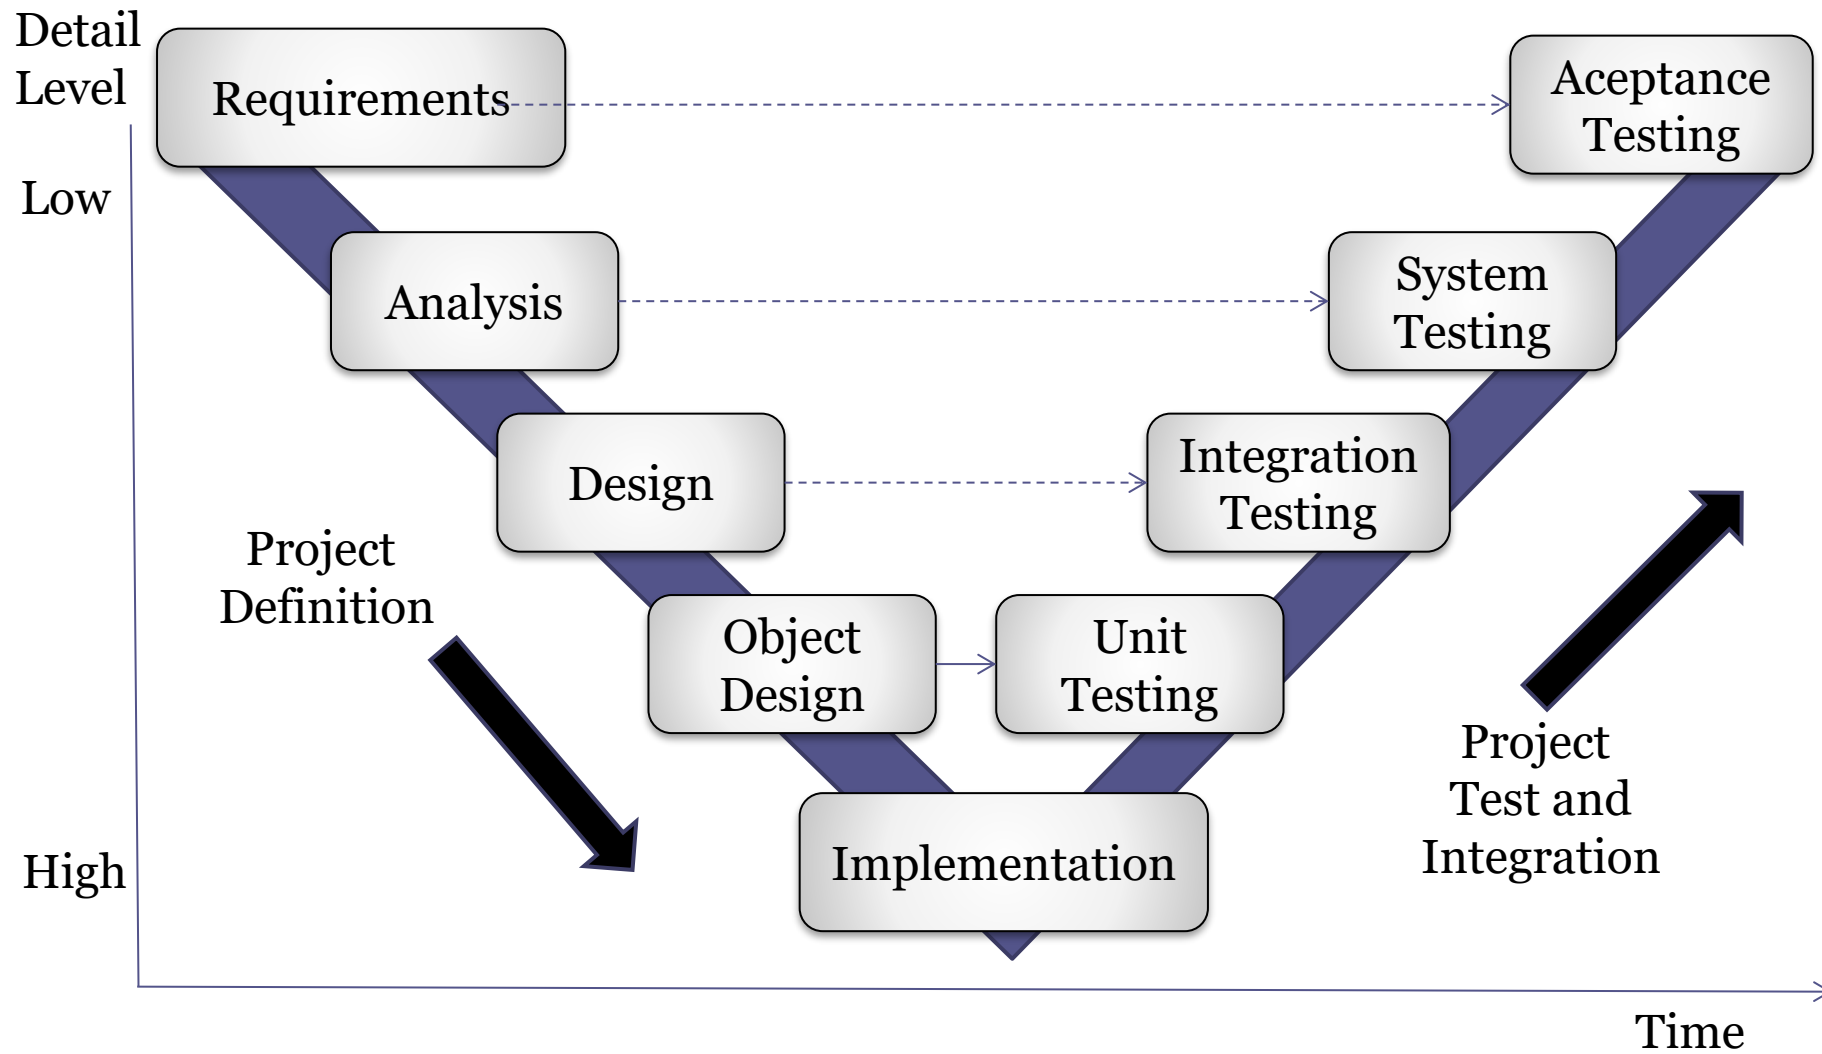 Detail
Level
Requirements
Aceptance
Testing
Low
Analysis
System
Testing
Design
Integration
Testing
Project
Definition
Object
Design
Unit
Testing
Project
Test and
Integration
High
Implementation
Time